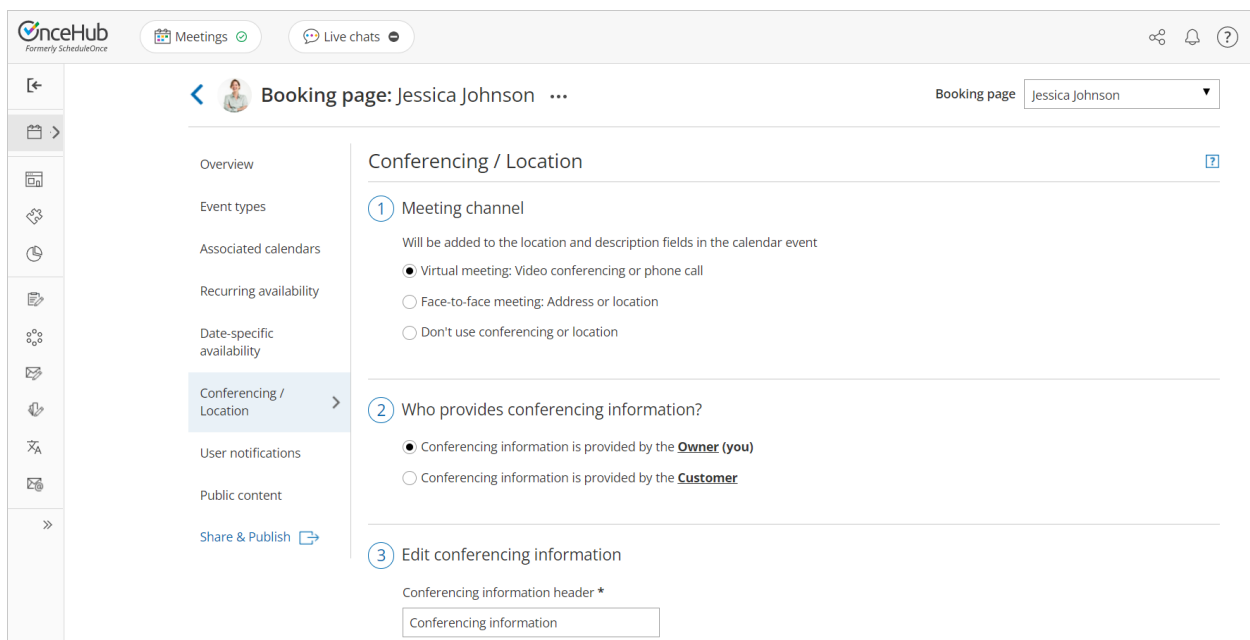 OnceHub
Formerly ScheduleOnce
Meetings
Live chats
?
Booking page: Jessica Johnson ...
Booking page
Jessica Johnson
Overview
Event types
Associated calendars
Recurring availability
Date-specific
availability
Conferencing /
Location
User notifications
Public content
Share & Publish
Conferencing / Location
?
1 Meeting channel
Will be added to the location and description fields in the calendar event
Virtual meeting: Video conferencing or phone call
Face-to-face meeting: Address or location
Don't use conferencing or location
2 Who provides conferencing information?
Conferencing information is provided by the Owner (you)
Conferencing information is provided by the Customer
3 Edit conferencing information
Conferencing information header *
Conferencing information